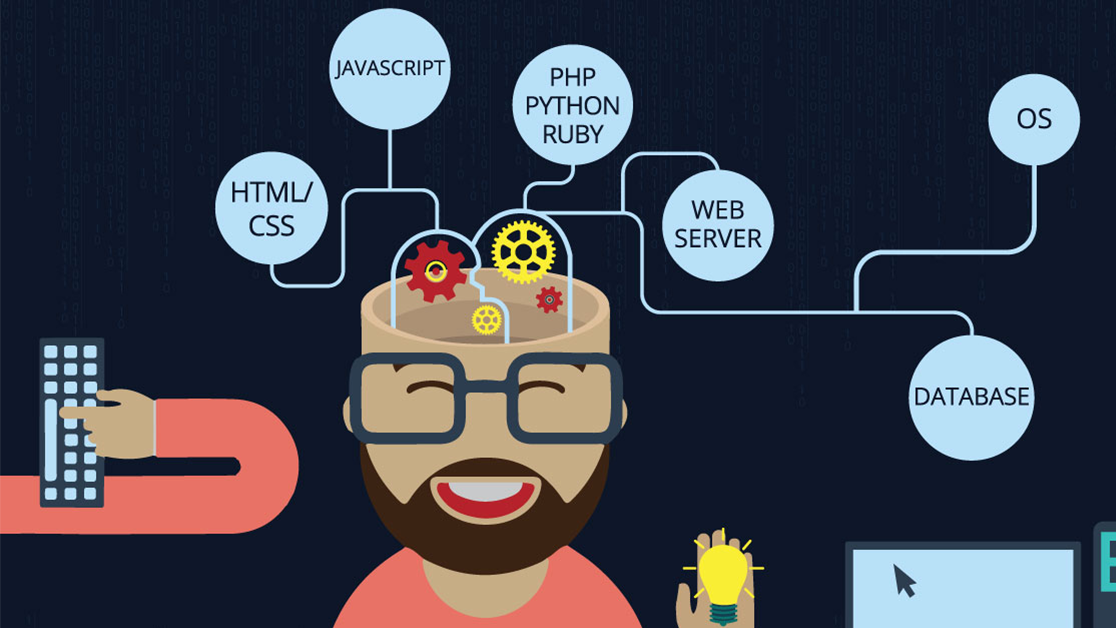 JAVASCRIPT
PHP
PYTHON
RUBY
OS
HTML/
CSS
WEB
SERVER
DATABASE